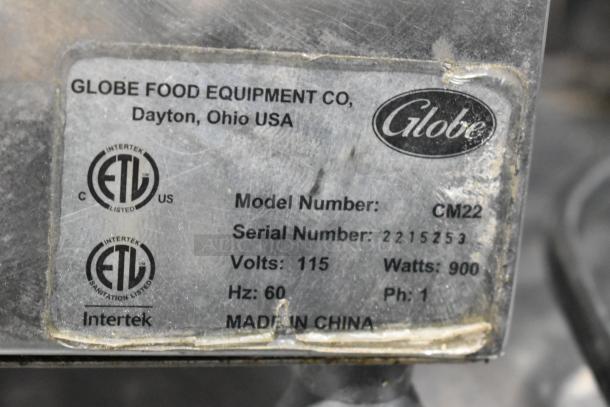 GLOBE FOOD EQUIPMENT CO,
Dayton, Ohio USA
Globe
INTERTEK
C ETL US
LISTED
Model Number: CM22
Serial Number: 2215253
INTERTEK
ETL
SANITATION LISTED
Intertek
Volts: 115 Watts: 900
Hz: 60 Ph: 1
MADE IN CHINA